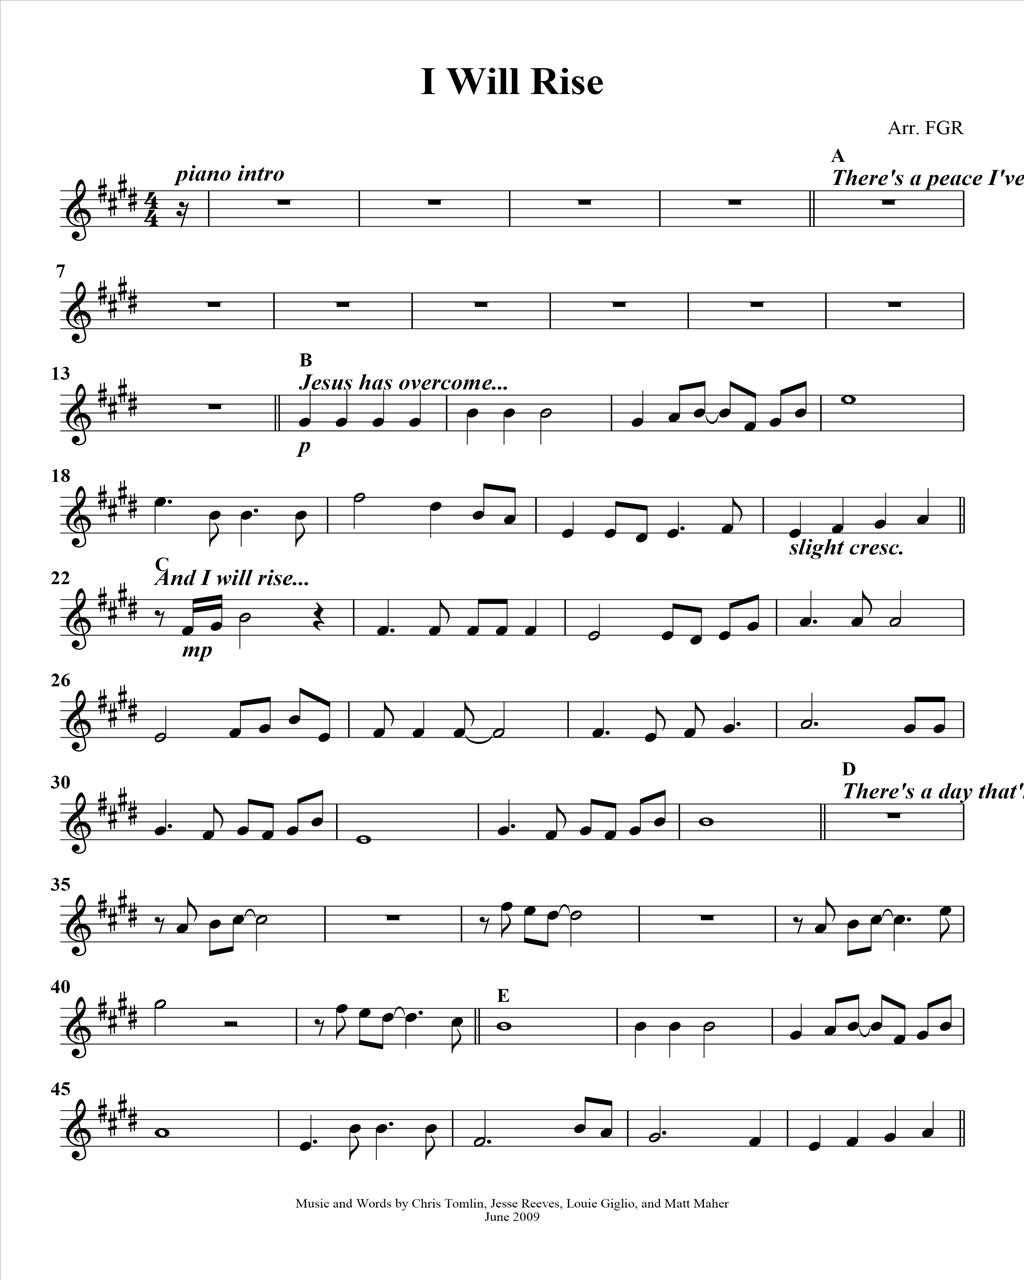 I Will Rise
Arr. FGR
piano intro
A
There's a peace I've
7
13
B
Jesus has overcome...
p
18
slight cresc.
22
C
And I will rise...
mp
26
30
D
There's a day that's
35
40
E
45
Music and Words by Chris Tomlin, Jesse Reeves, Louie Giglio, and Matt Maher
June 2009